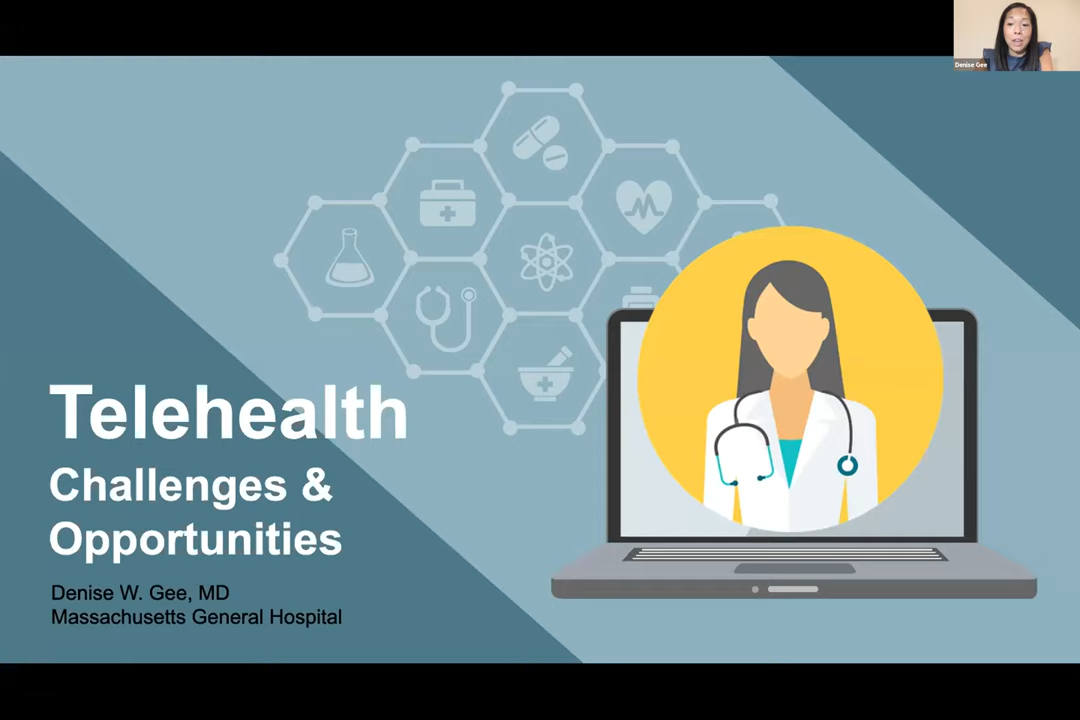 Denise Gee
Telehealth
Challenges &
Opportunities
Denise W. Gee, MD
Massachusetts General Hospital